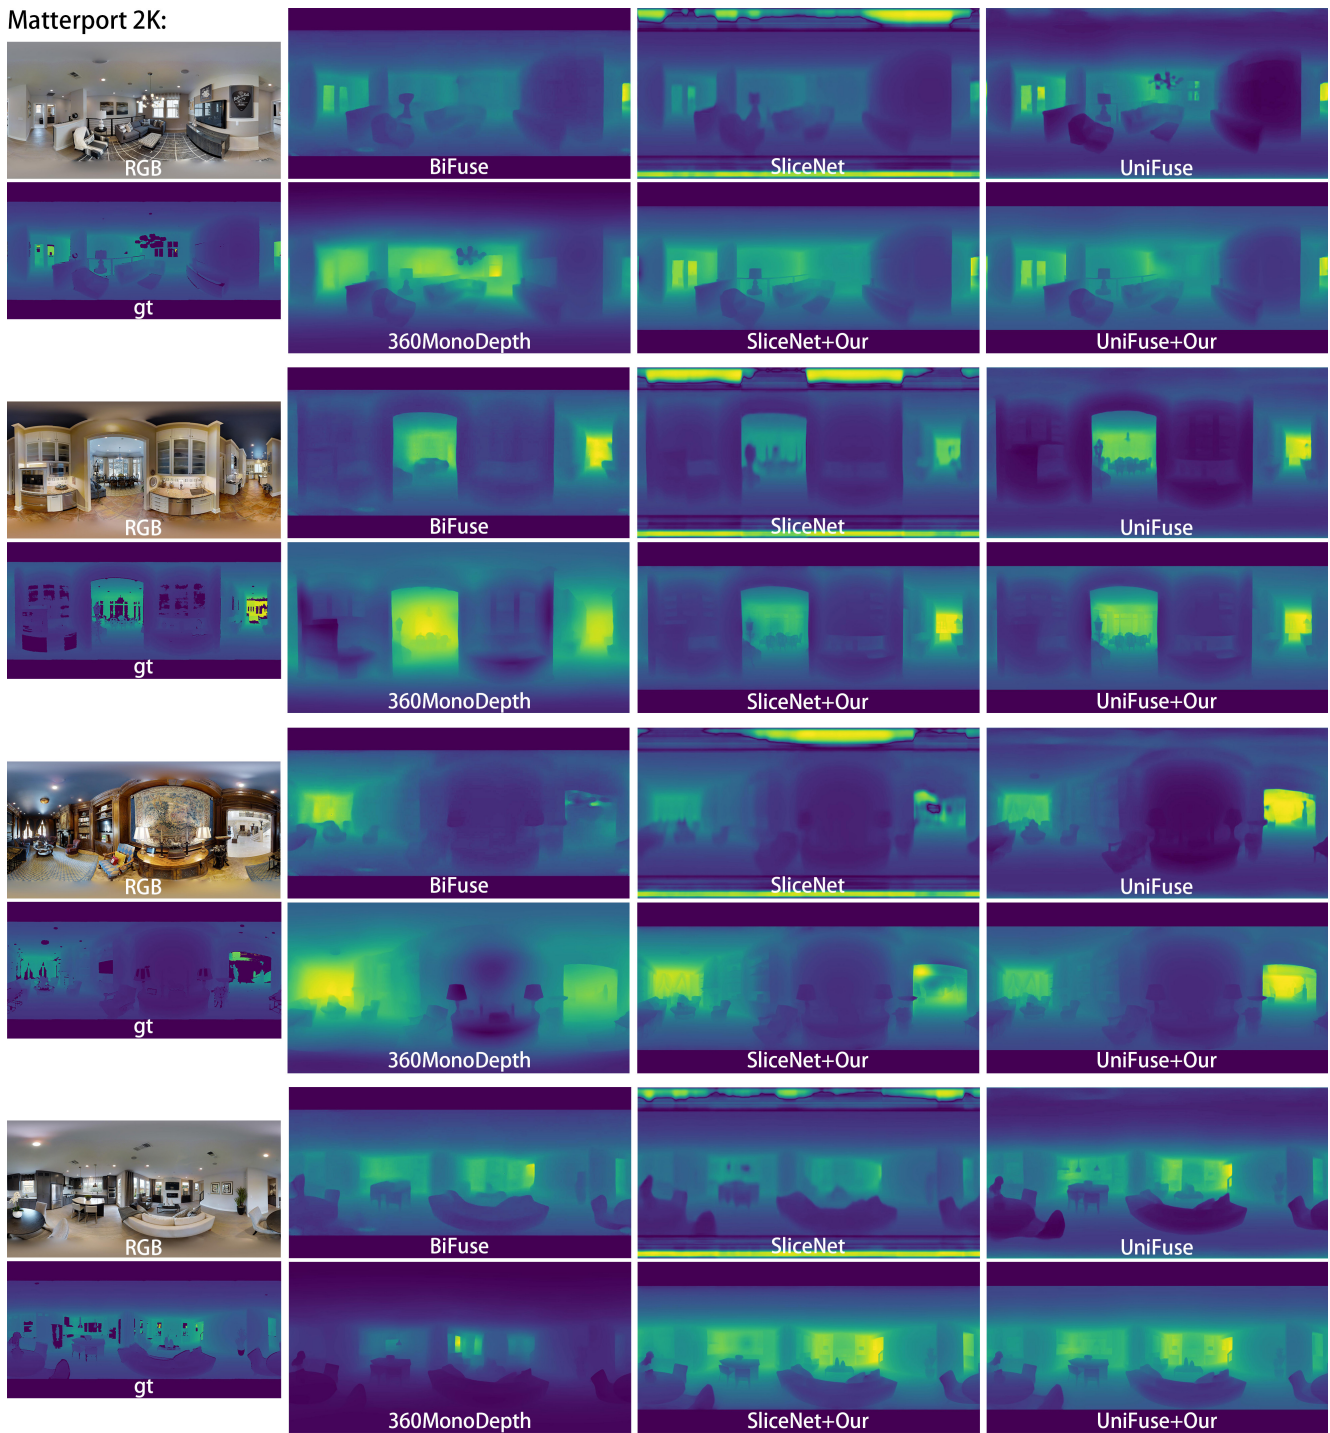 Matterport 2K:
RGB
BiFuse
SliceNet
UniFuse
gt
360MonoDepth
SliceNet+Our
UniFuse+Our
RGB
BiFuse
SliceNet
UniFuse
gt
360MonoDepth
SliceNet+Our
UniFuse+Our
RGB
BiFuse
SliceNet
UniFuse
gt
360MonoDepth
SliceNet+Our
UniFuse+Our
RGB
BiFuse
SliceNet
UniFuse
gt
360MonoDepth
SliceNet+Our
UniFuse+Our